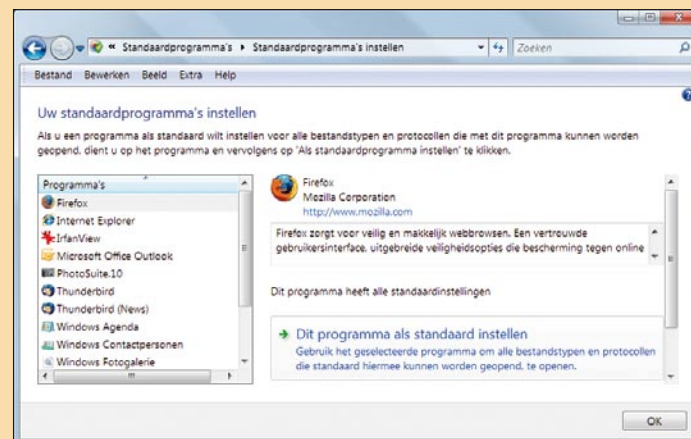 Standaardprogramma's Standaardprogramma's instellen Zoeken
Bestand Bewerken Beeld Extra Help
Uw standaardprogramma's instellen
Als u een programma als standaard wilt instellen voor alle bestandstypen en protocollen die met dit programma kunnen worden
geopend, dient u op het programma en vervolgens op 'Als standaardprogramma instellen' te klikken.
Programma's
Firefox
Internet Explorer
IrfanView
Microsoft Office Outlook
PhotoSuite.10
Thunderbird
Thunderbird (News)
Windows Agenda
Windows Contactpersonen
Windows Fotogalerie
Firefox
Mozilla Corporation
http://www.mozilla.com
Firefox zorgt voor veilig en makkelijk webbrowsen. Een vertrouwde
gebruikersinterface, uitgebreide veiligheidsopties die bescherming tegen online
Dit programma heeft alle standaardinstellingen
Dit programma als standaard instellen
Gebruik het geselecteerde programma om alle bestandstypen en protocollen
die standaard hiermee kunnen worden geopend, te openen.
OK